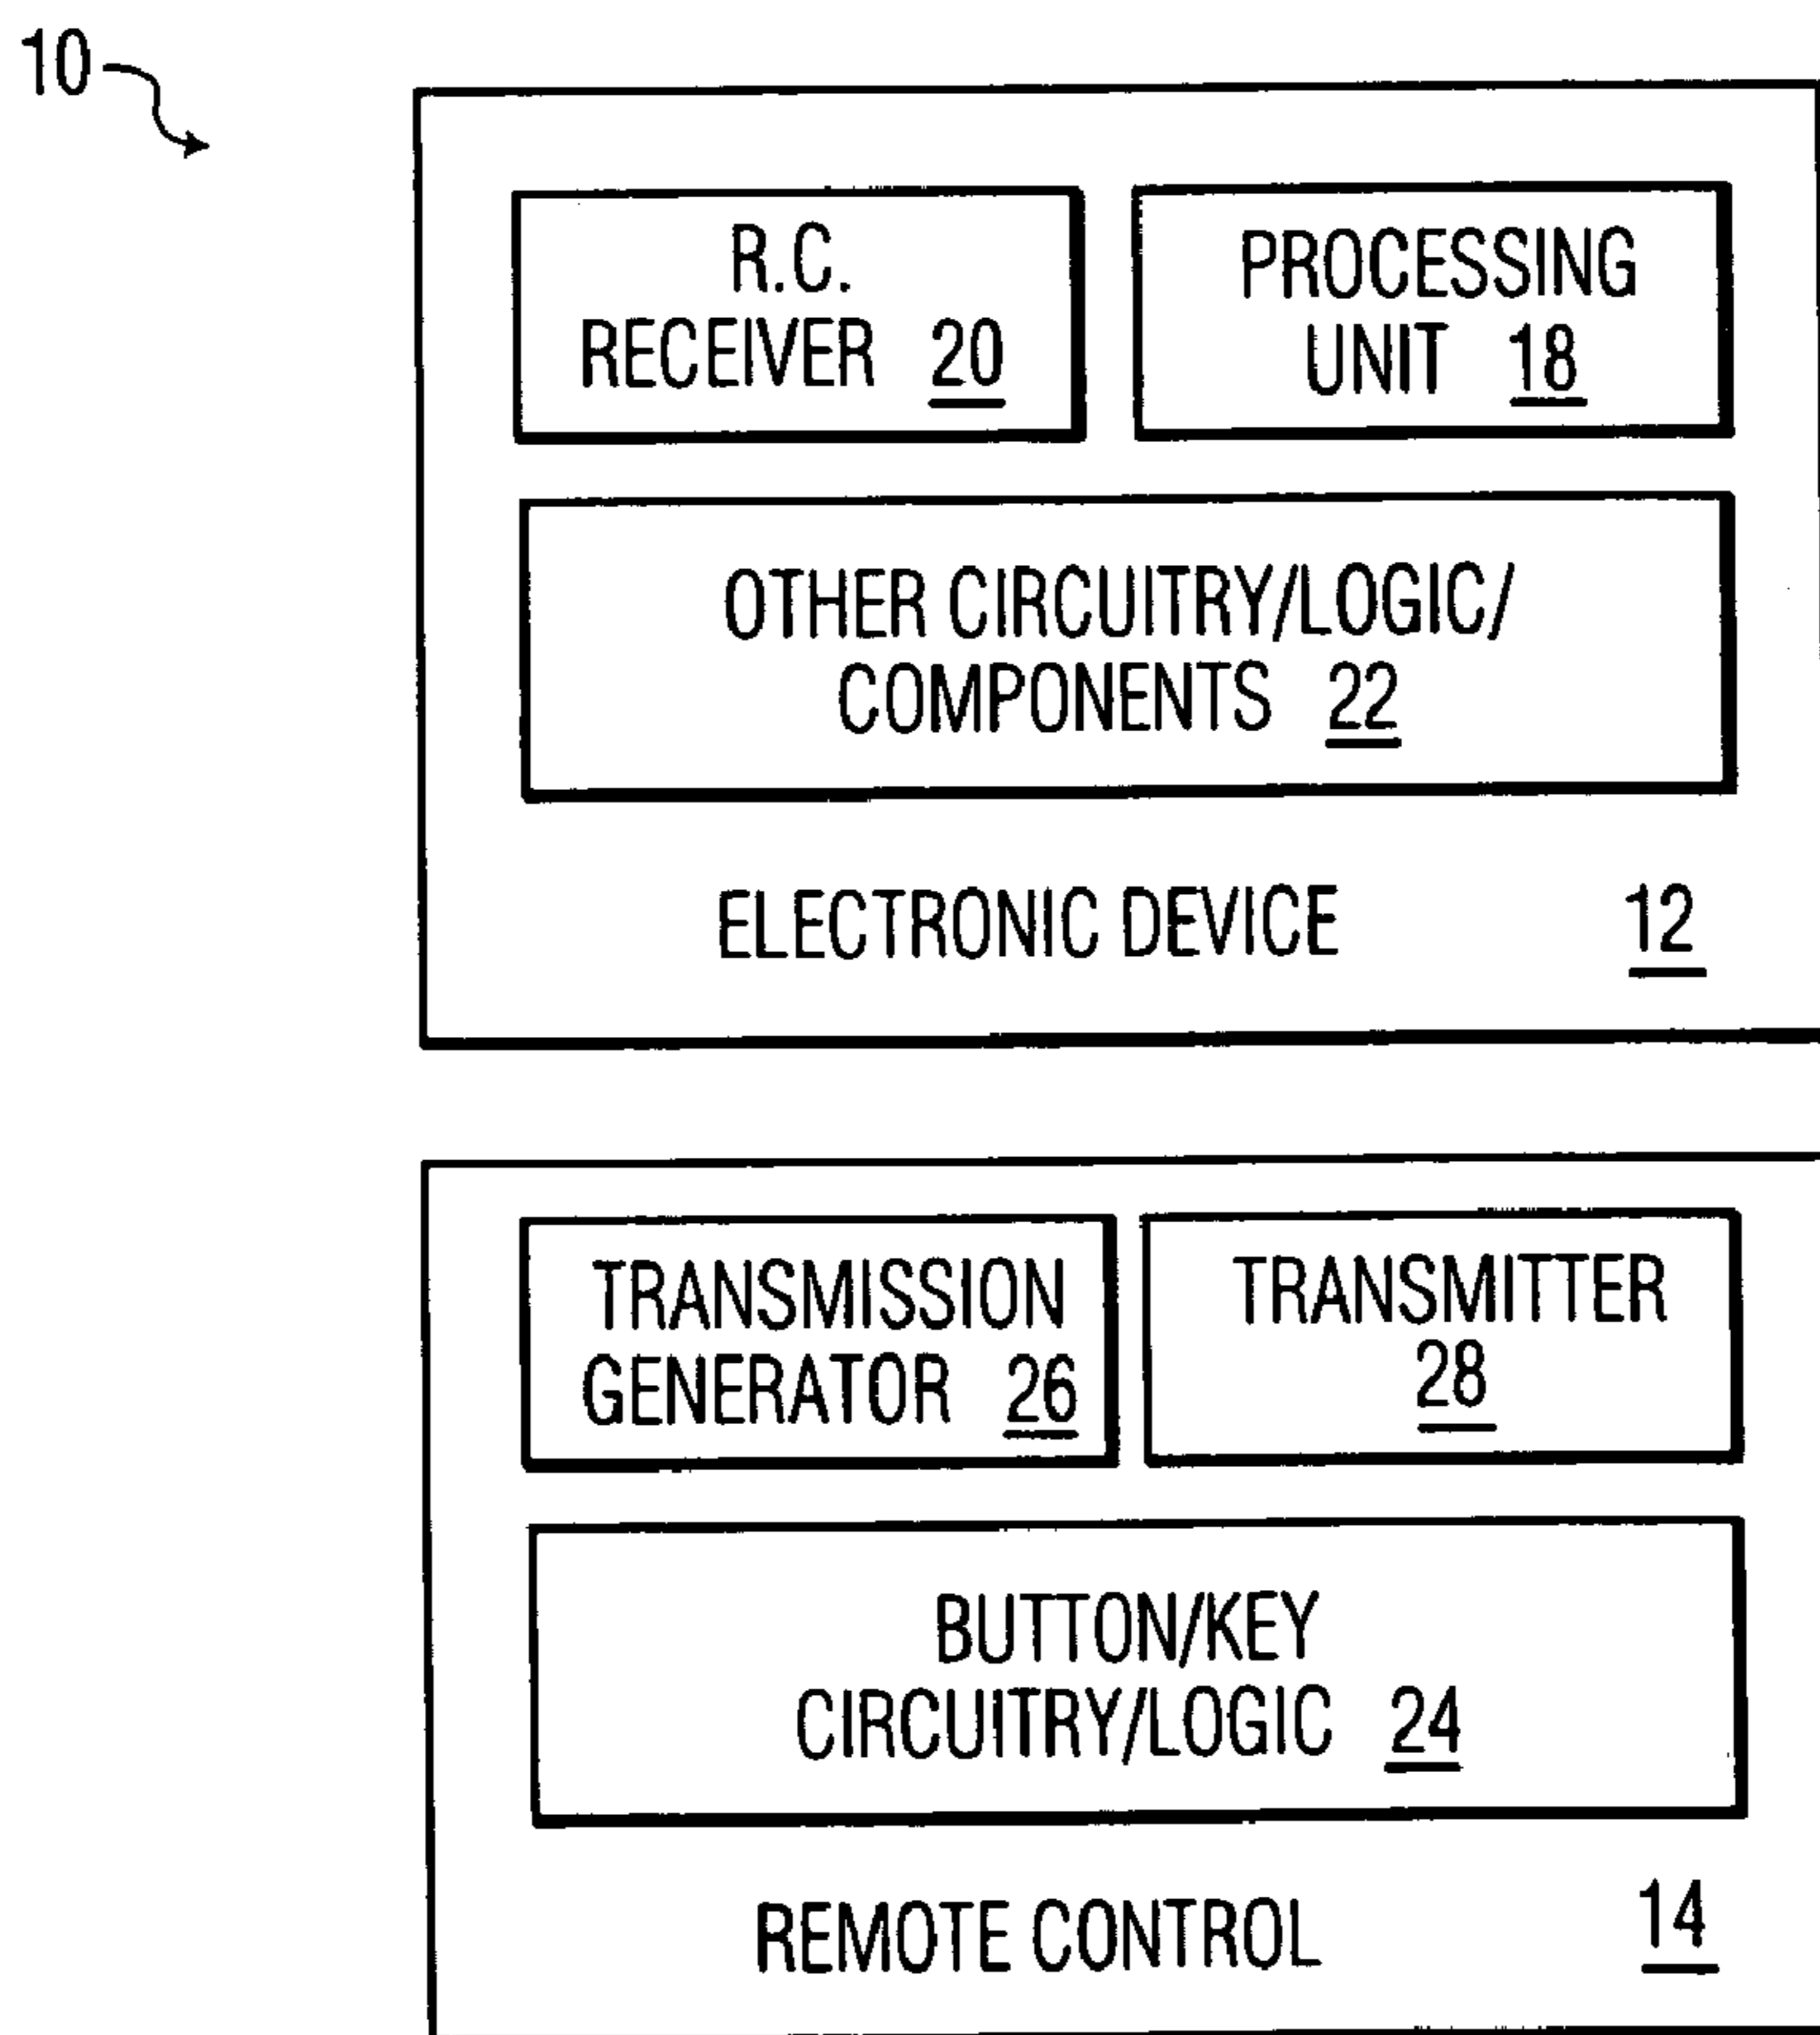 10
R.C.
RECEIVER 20
PROCESSING
UNIT 18
OTHER CIRCUITRY/LOGIC/
COMPONENTS 22
ELECTRONIC DEVICE 12
TRANSMISSION
GENERATOR 26
TRANSMITTER
28
BUTTON/KEY
CIRCUITRY/LOGIC 24
REMOTE CONTROL 14